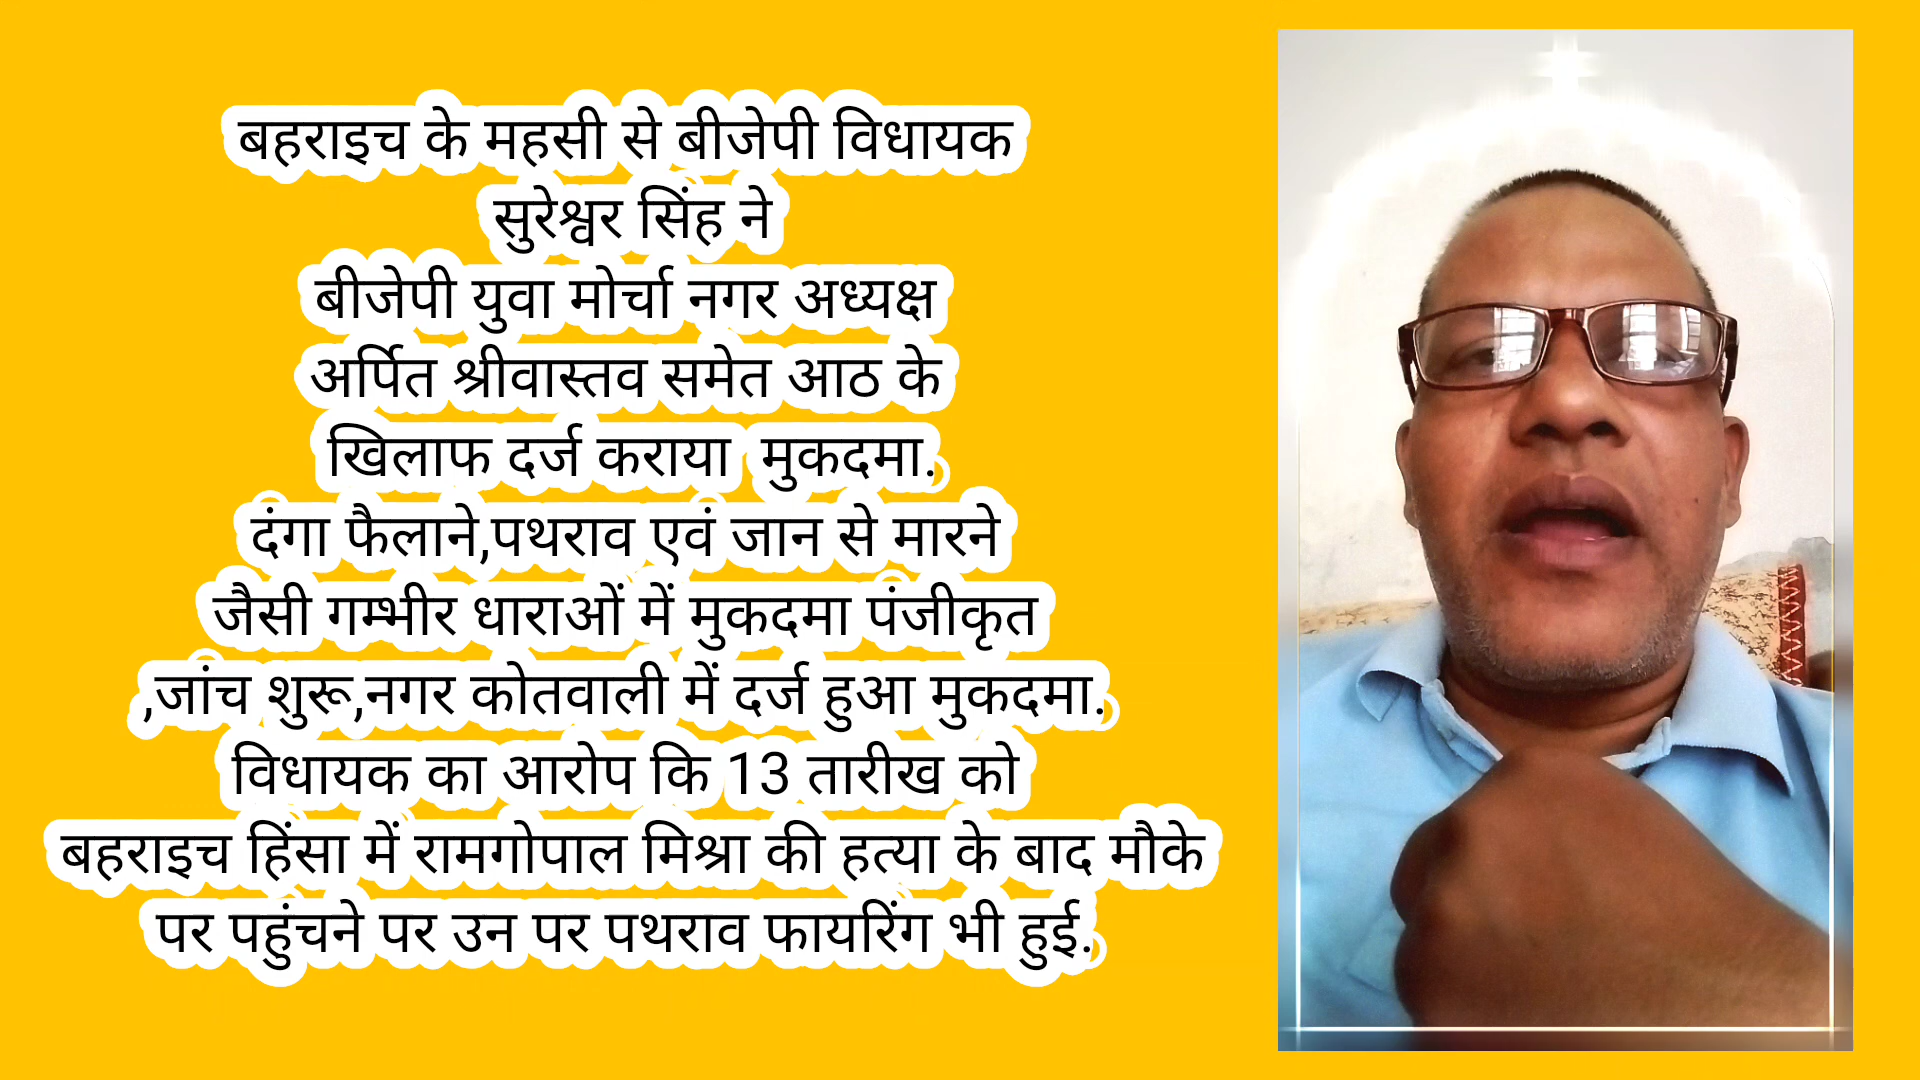 बहराइच के महसी से बीजेपी विधायक
सुरेश्वर सिंह ने
बीजेपी युवा मोर्चा नगर अध्यक्ष
अर्पित श्रीवास्तव समेत आठ के
खिलाफ दर्ज कराया  मुकदमा.
दंगा फैलाने,पथराव एवं जान से मारने
जैसी गम्भीर धाराओं में मुकदमा पंजीकृत
,जांच शुरू,नगर कोतवाली में दर्ज हुआ मुकदमा.
विधायक का आरोप कि 13 तारीख को
बहराइच हिंसा में रामगोपाल मिश्रा की हत्या के बाद मौके
पर पहुंचने पर उन पर पथराव फायरिंग भी हुई.